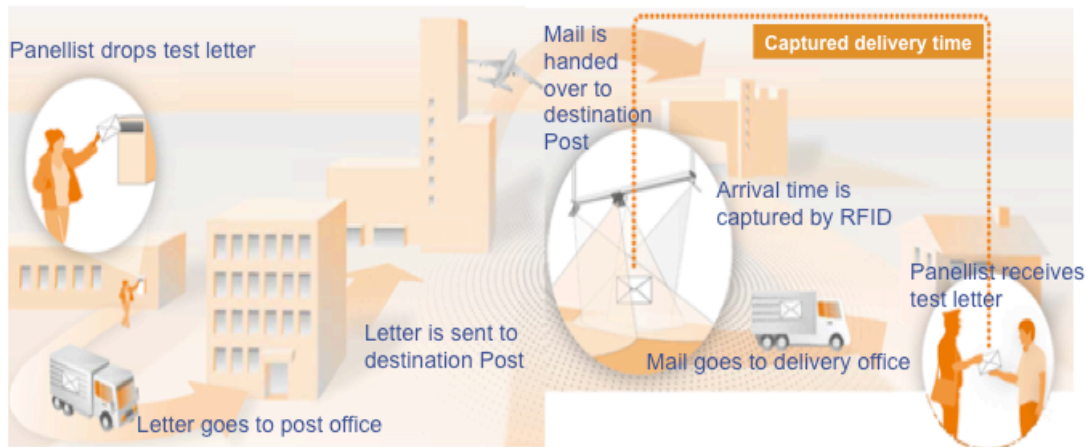 Panellist drops test letter
Letter goes to post office
Letter is sent to
destination Post
Mail is
handed
over to
destination
Post
Captured delivery time
Arrival time is
captured by RFID
Mail goes to delivery office
Panellist receives
test letter